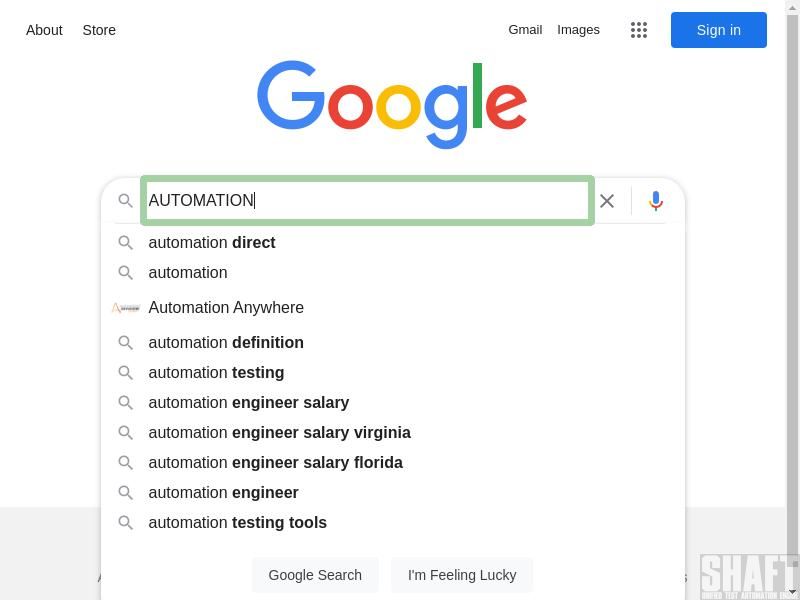 About Store Gmail Images Sign in
Google
AUTOMATION
automation direct
automation
Automation Anywhere
automation definition
automation testing
automation engineer salary
automation engineer salary virginia
automation engineer salary florida
automation engineer
automation testing tools
Google Search I'm Feeling Lucky
SHAFT